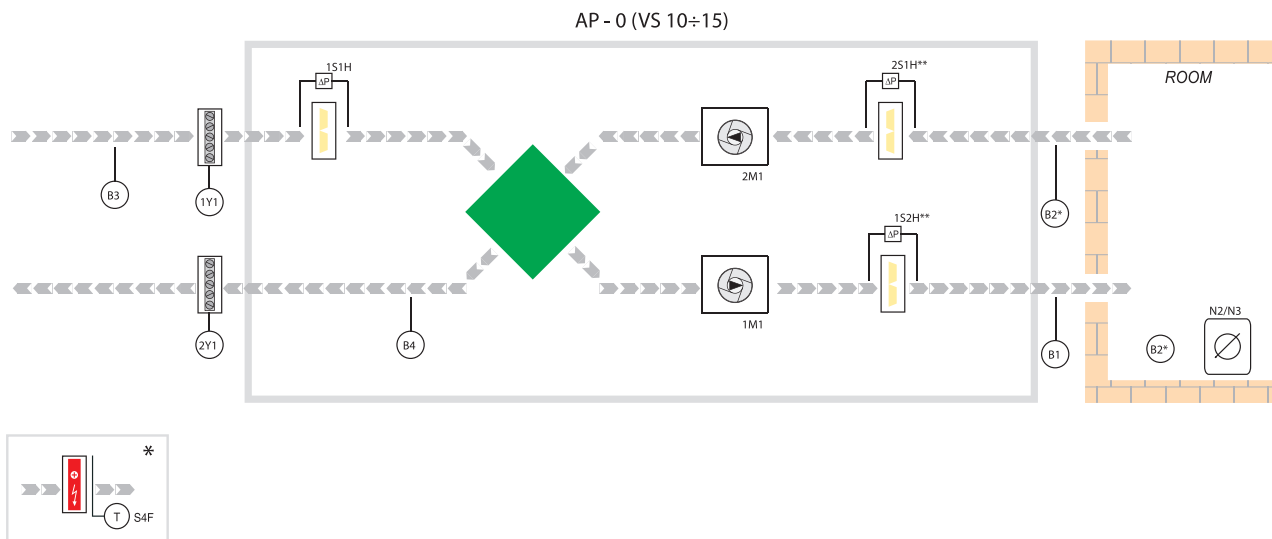 AP - 0 (VS 10÷15)
1S1H
ΔP
2S1H**
ΔP
ROOM
B3
1Y1
2M1
B2*
1S2H**
ΔP
2Y1
B4
1M1
B1
B2*
N2/N3
*
T
S4F